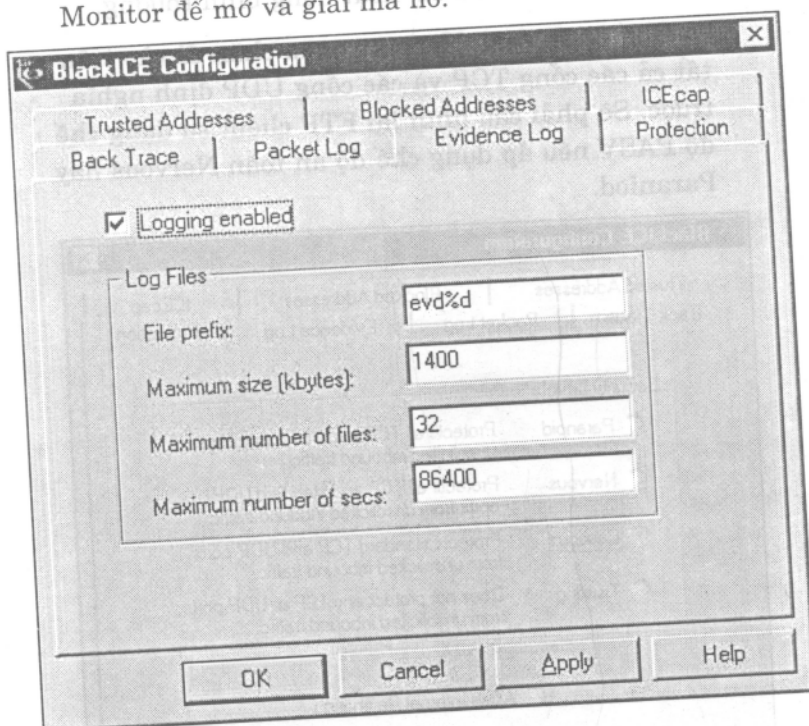 Monitor để mở và giải mã nó.
BlackICE Configuration
Trusted Addresses Blocked Addresses ICEcap
Back Trace Packet Log Evidence Log Protection
Logging enabled
Log Files
File prefix: evd%d
Maximum size (kbytes): 1400
Maximum number of files: 32
Maximum number of secs: 86400
OK Cancel Apply Help